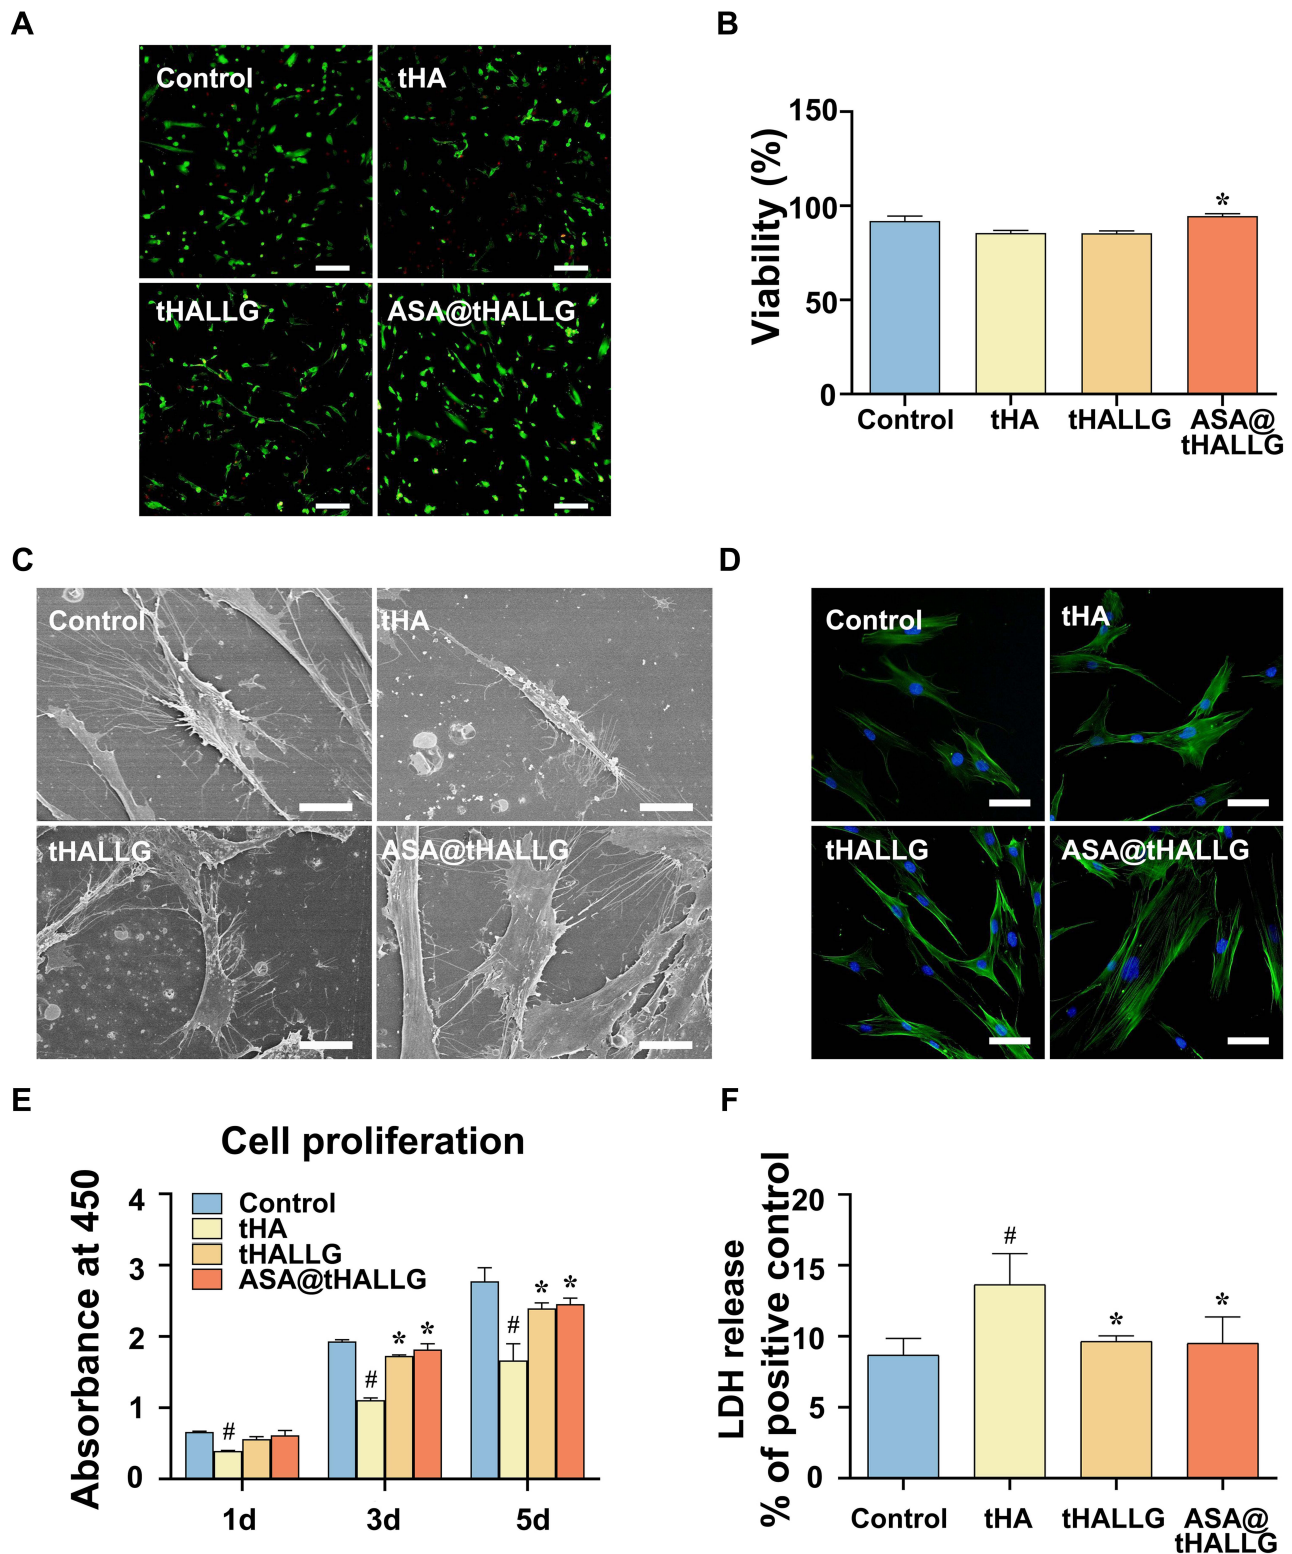 A
Control
tHA
tHALLG
ASA@tHALLG
B
Viability (%)
150
100
50
0
*
Control
tHA
tHALLG
ASA@
tHALLG
C
Control
tHA
tHALLG
ASA@tHALLG
D
Control
tHA
tHALLG
ASA@tHALLG
E
Cell proliferation
Absorbance at 450
4
3
2
1
0
Control
tHA
tHALLG
ASA@tHALLG
#
#
*
*
#
*
*
1d
3d
5d
F
LDH release
% of positive control
20
15
10
5
0
#
*
*
Control
tHA
tHALLG
ASA@
tHALLG